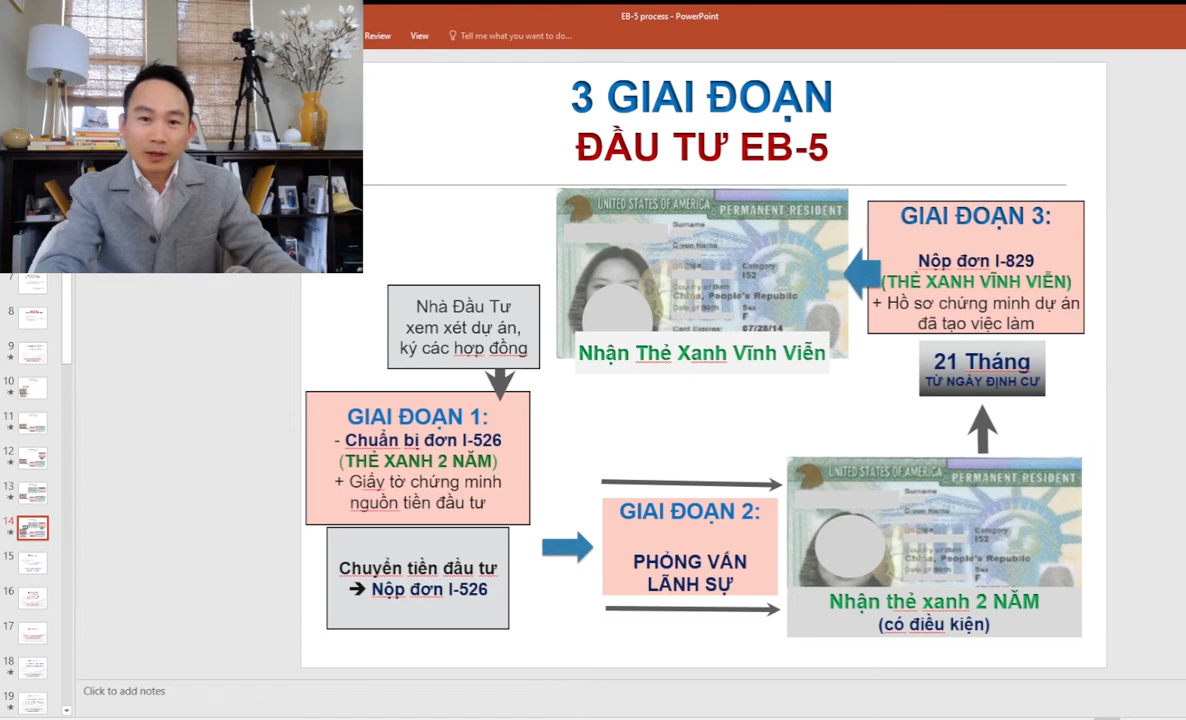 EB-5 process - PowerPoint
Review View Tell me what you want to do...
3 GIAI ĐOẠN
ĐẦU TƯ EB-5
Nhà Đầu Tư
xem xét dự án,
ký các hợp đồng
GIAI ĐOẠN 1:
- Chuẩn bị đơn I-526
(THẺ XANH 2 NĂM)
+ Giấy tờ chứng minh
nguồn tiền đầu tư
Chuyển tiền đầu tư
➔ Nộp đơn I-526
GIAI ĐOẠN 2:
PHỎNG VẤN
LÃNH SỰ
UNITED STATES OF AMERICA
PERMANENT RESIDENT
Surname
Given Name
Category
I52
Country of Birth
China, People's Republic
Date of Birth Sex
F
Nhận thẻ xanh 2 NĂM
(có điều kiện)
21 Tháng
TỪ NGÀY ĐỊNH CƯ
GIAI ĐOẠN 3:
Nộp đơn I-829
(THẺ XANH VĨNH VIỄN)
+ Hồ sơ chứng minh dự án
đã tạo việc làm
UNITED STATES OF AMERICA
PERMANENT RESIDENT
Surname
Given Name
Category
I52
Country of Birth
China, People's Republic
Date of Birth Sex
F
Card Expires: 07/28/14
Nhận Thẻ Xanh Vĩnh Viễn
8
9
10
11
12
13
14
15
16
17
18
19
Click to add notes